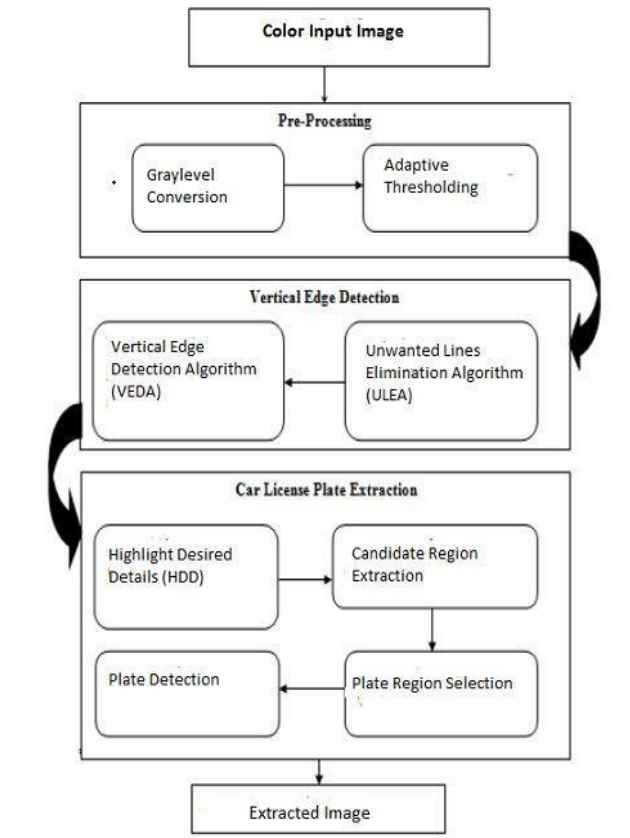 Color Input Image
Pre-Processing
Graylevel
Conversion
Adaptive
Thresholding
Vertical Edge Detection
Vertical Edge
Detection Algorithm
(VEDA)
Unwanted Lines
Elimination Algorithm
(ULEA)
Car License Plate Extraction
Highlight Desired
Details (HDD)
Candidate Region
Extraction
Plate Detection
Plate Region Selection
Extracted Image